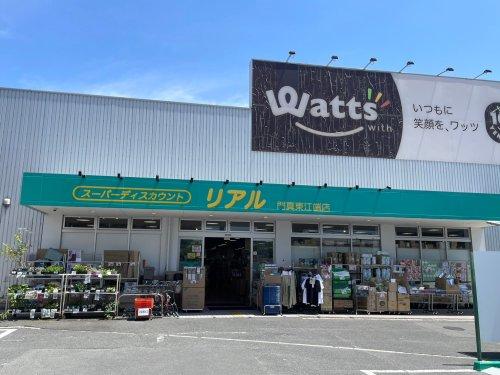 Watts
with
いつもに
笑顔を、ワッツ
スーパーディスカウント リアル 門真東江端店